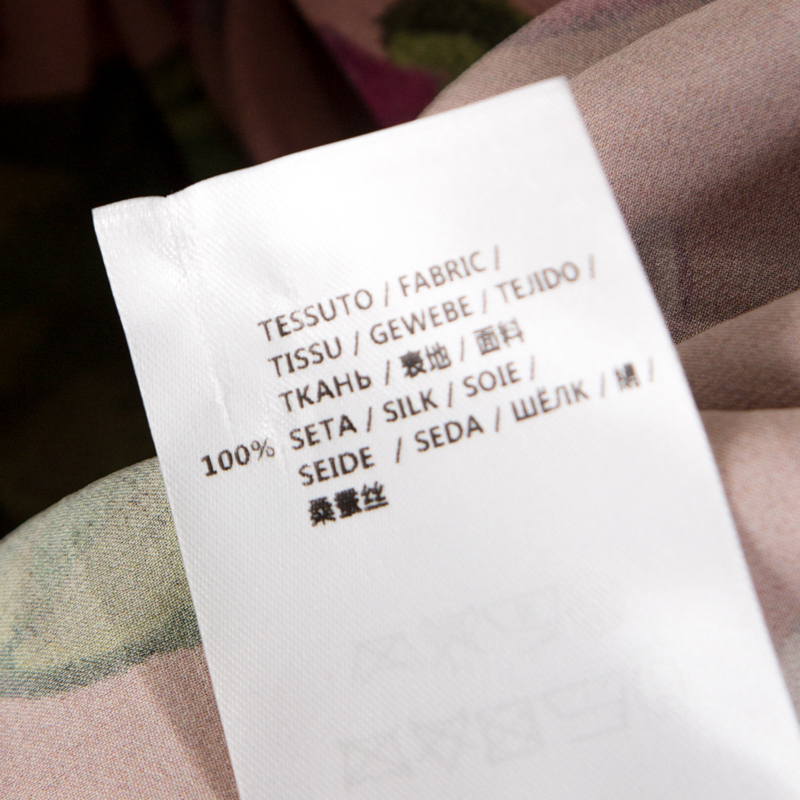 TESSUTO / FABRIC /
TISSU / GEWEBE / TEJIDO /
ТКАНЬ / 表地 / 面料
100% SETA / SILK / SOIE /
SEIDE / SEDA / ШЁЛК / 絹 /
桑蚕丝